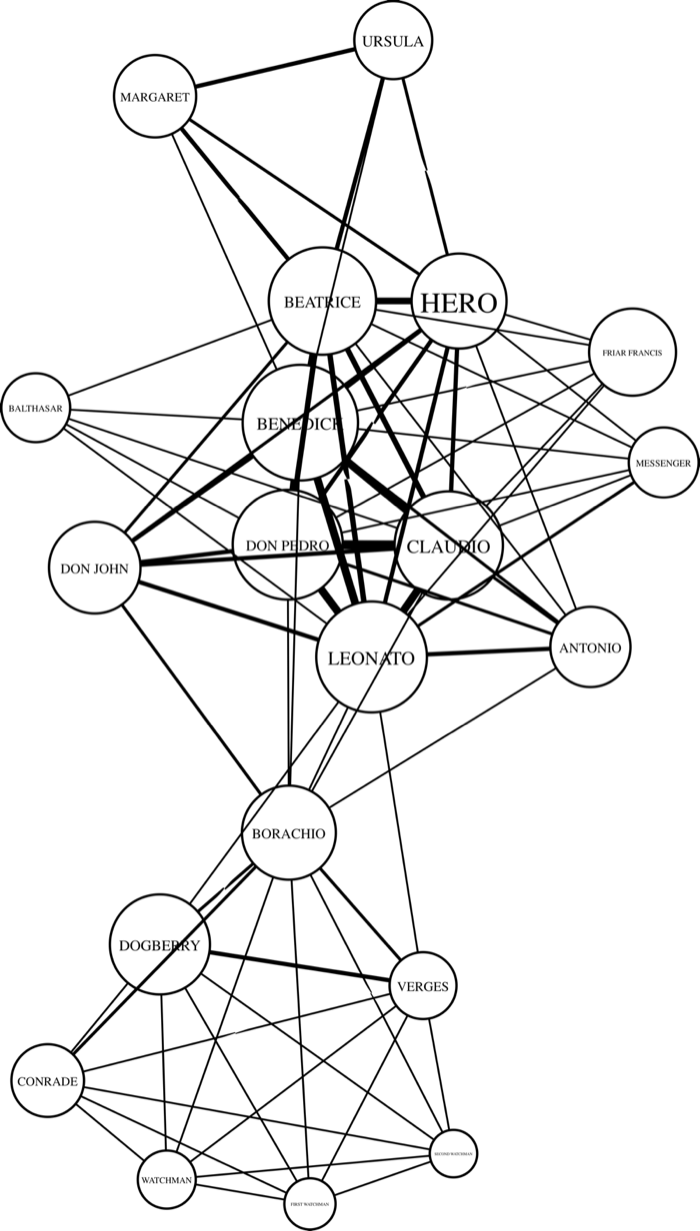 URSULA
MARGARET
BEATRICE
HERO
FRIAR FRANCIS
BALTHASAR
BENEDICK
MESSENGER
DON PEDRO
CLAUDIO
DON JOHN
LEONATO
ANTONIO
BORACHIO
DOGBERRY
VERGES
CONRADE
SECOND WATCHMAN
WATCHMAN
FIRST WATCHMAN